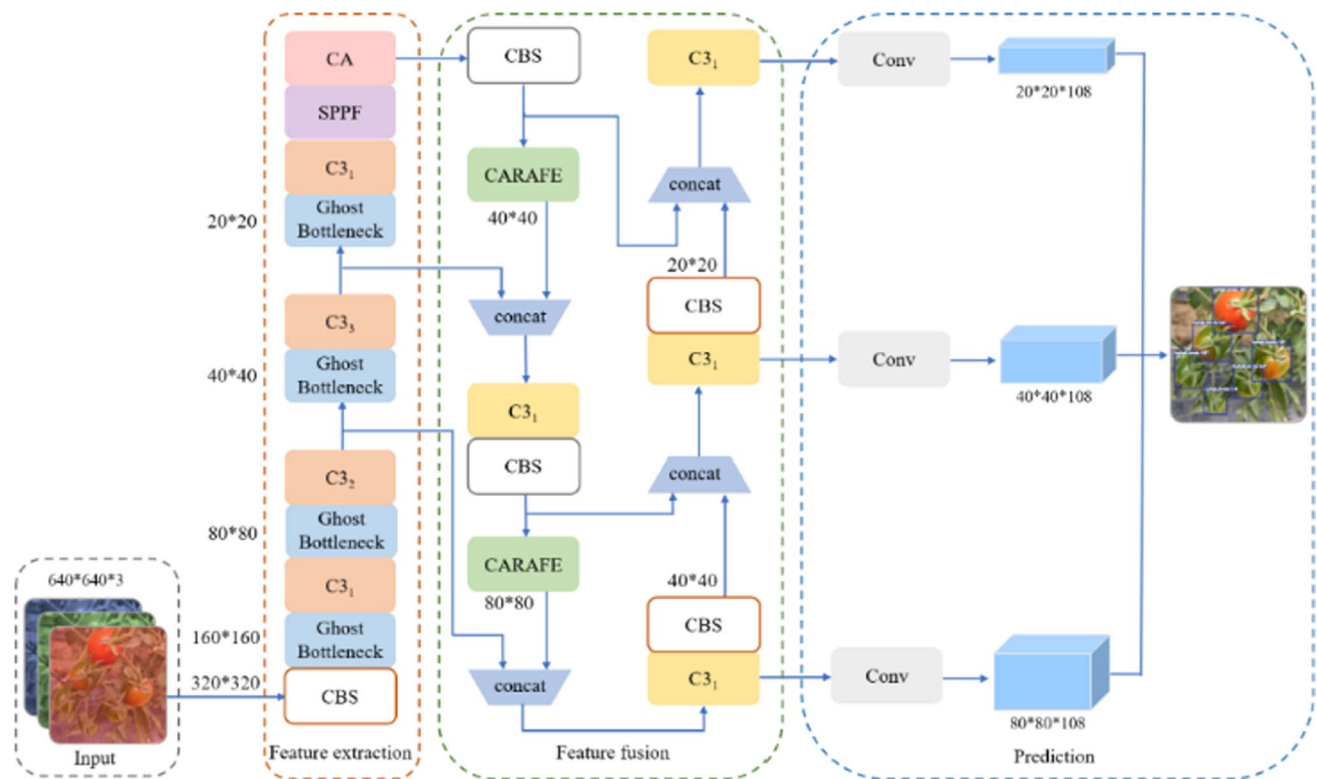 640*640*3
Input
CA
SPPF
C3₁
Ghost
Bottleneck
20*20
C3₃
Ghost
Bottleneck
40*40
C3₂
Ghost
Bottleneck
80*80
C3₁
Ghost
Bottleneck
160*160
320*320
CBS
Feature extraction
CBS
CARAFE
40*40
concat
C3₁
CBS
CARAFE
80*80
concat
C3₁
concat
20*20
CBS
C3₁
concat
40*40
CBS
C3₁
Feature fusion
Conv
20*20*108
Conv
40*40*108
Conv
80*80*108
Prediction